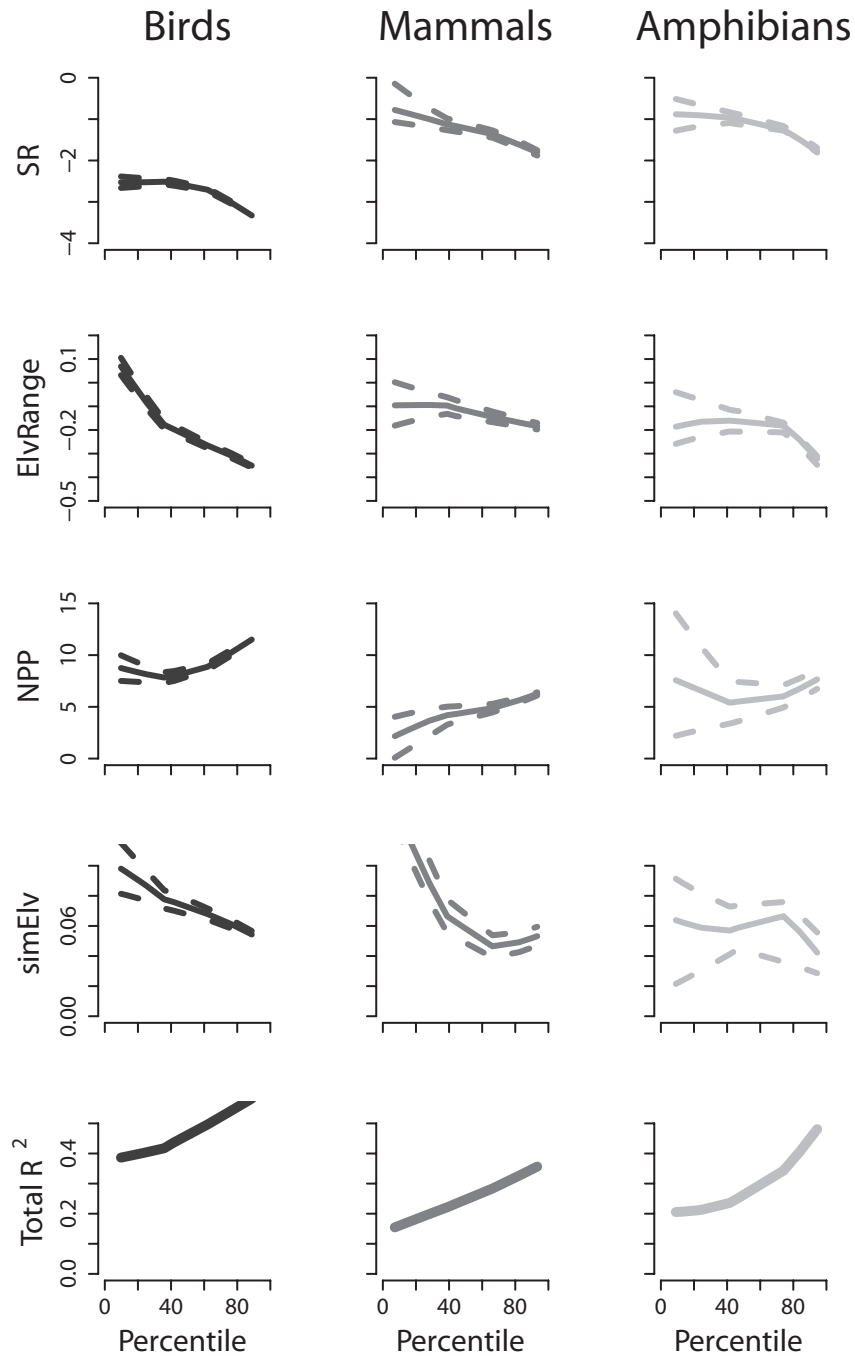 Birds Mammals Amphibians
SR
0
−2
−4
ElvRange
0.1
−0.2
−0.5
NPP
15
10
5
0
simElv
0.06
0.00
Total R 2
0.4
0.2
0.0
0 40 80 0 40 80 0 40 80
Percentile Percentile Percentile